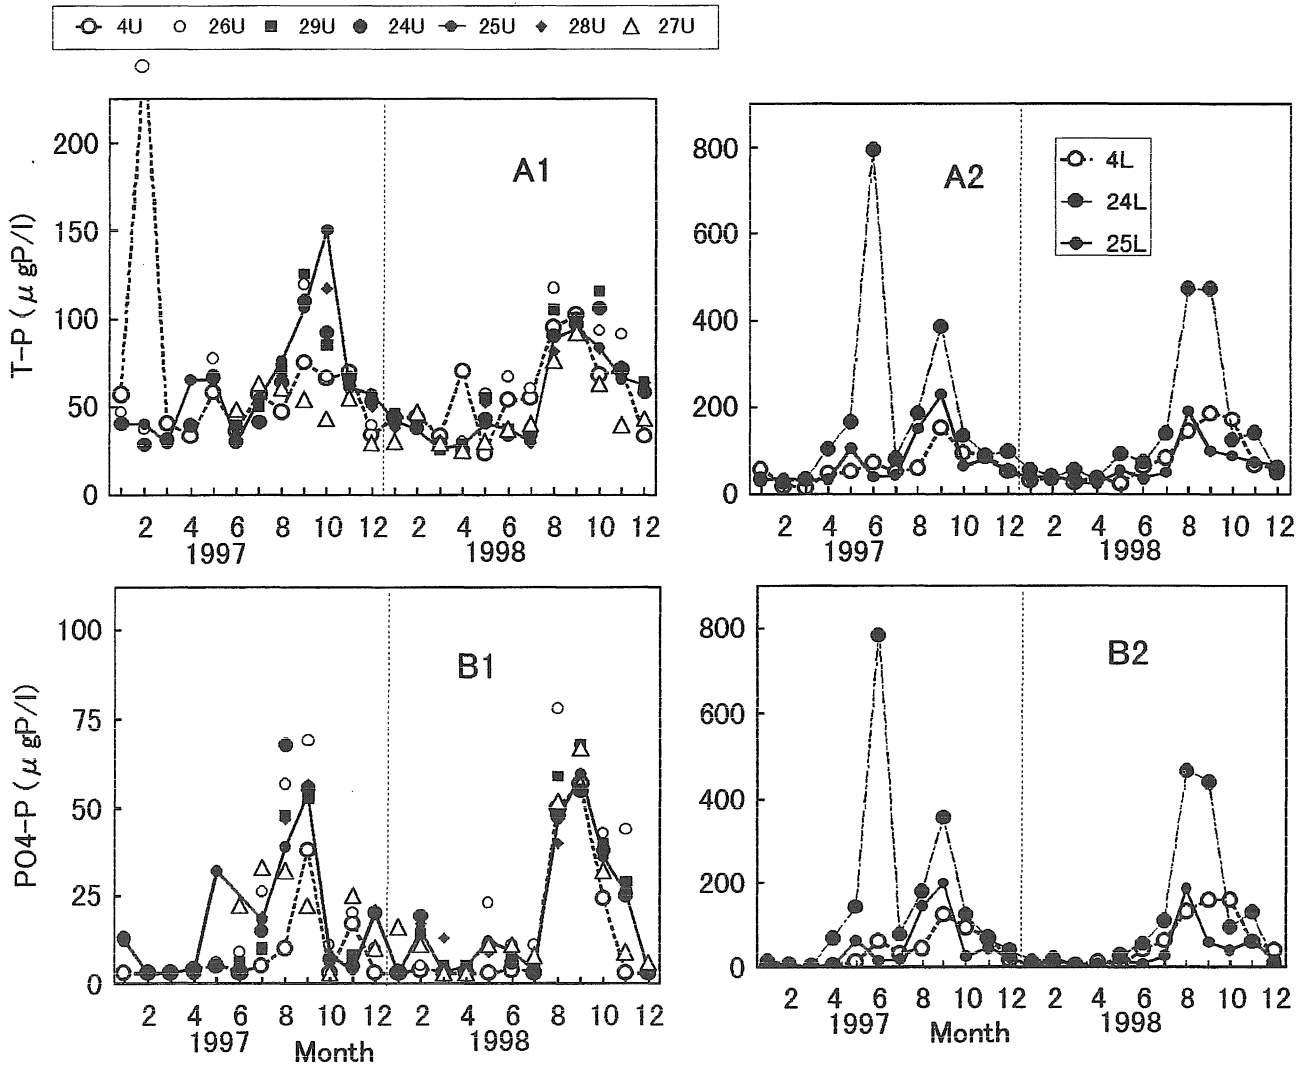 4U 26U 29U 24U 25U 28U 27U
A1
T-P (μgP/l)
200
150
100
50
0
2 4 6 8 10 12 2 4 6 8 10 12
1997 1998
A2
4L
24L
25L
800
600
400
200
0
2 4 6 8 10 12 2 4 6 8 10 12
1997 1998
B1
PO4-P (μgP/l)
100
75
50
25
0
2 4 6 8 10 12 2 4 6 8 10 12
1997 Month 1998
B2
800
600
400
200
0
2 4 6 8 10 12 2 4 6 8 10 12
1997 Month 1998